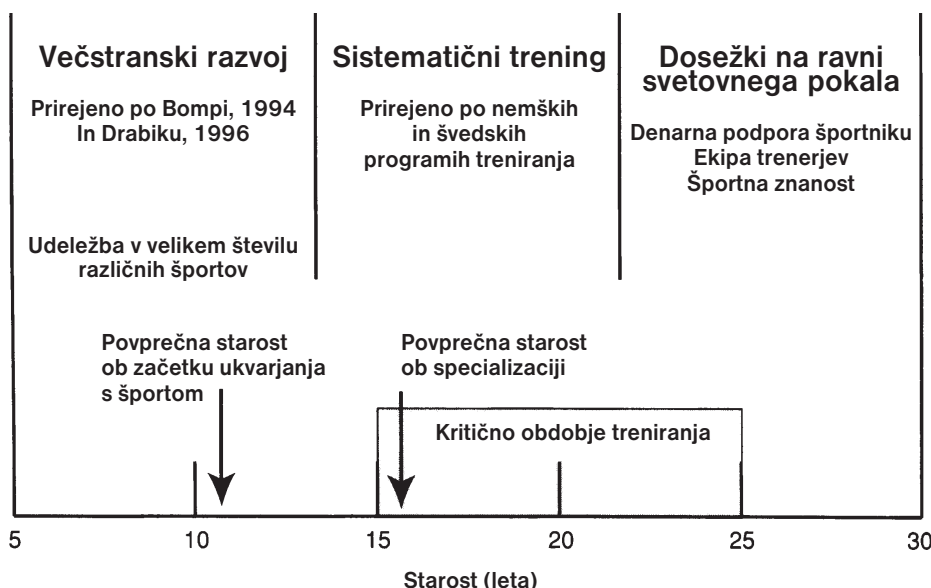 Večstranski razvoj
Prirejeno po Bompi, 1994
In Drabiku, 1996
Udeležba v velikem številu
različnih športov
Sistematični trening
Prirejeno po nemških
in švedskih
programih treniranja
Dosežki na ravni
svetovnega pokala
Denarna podpora športniku
Ekipa trenerjev
Športna znanost
Povprečna starost
ob začetku ukvarjanja
s športom
Povprečna starost
ob specializaciji
Kritično obdobje treniranja
5 10 15 20 25 30
Starost (leta)